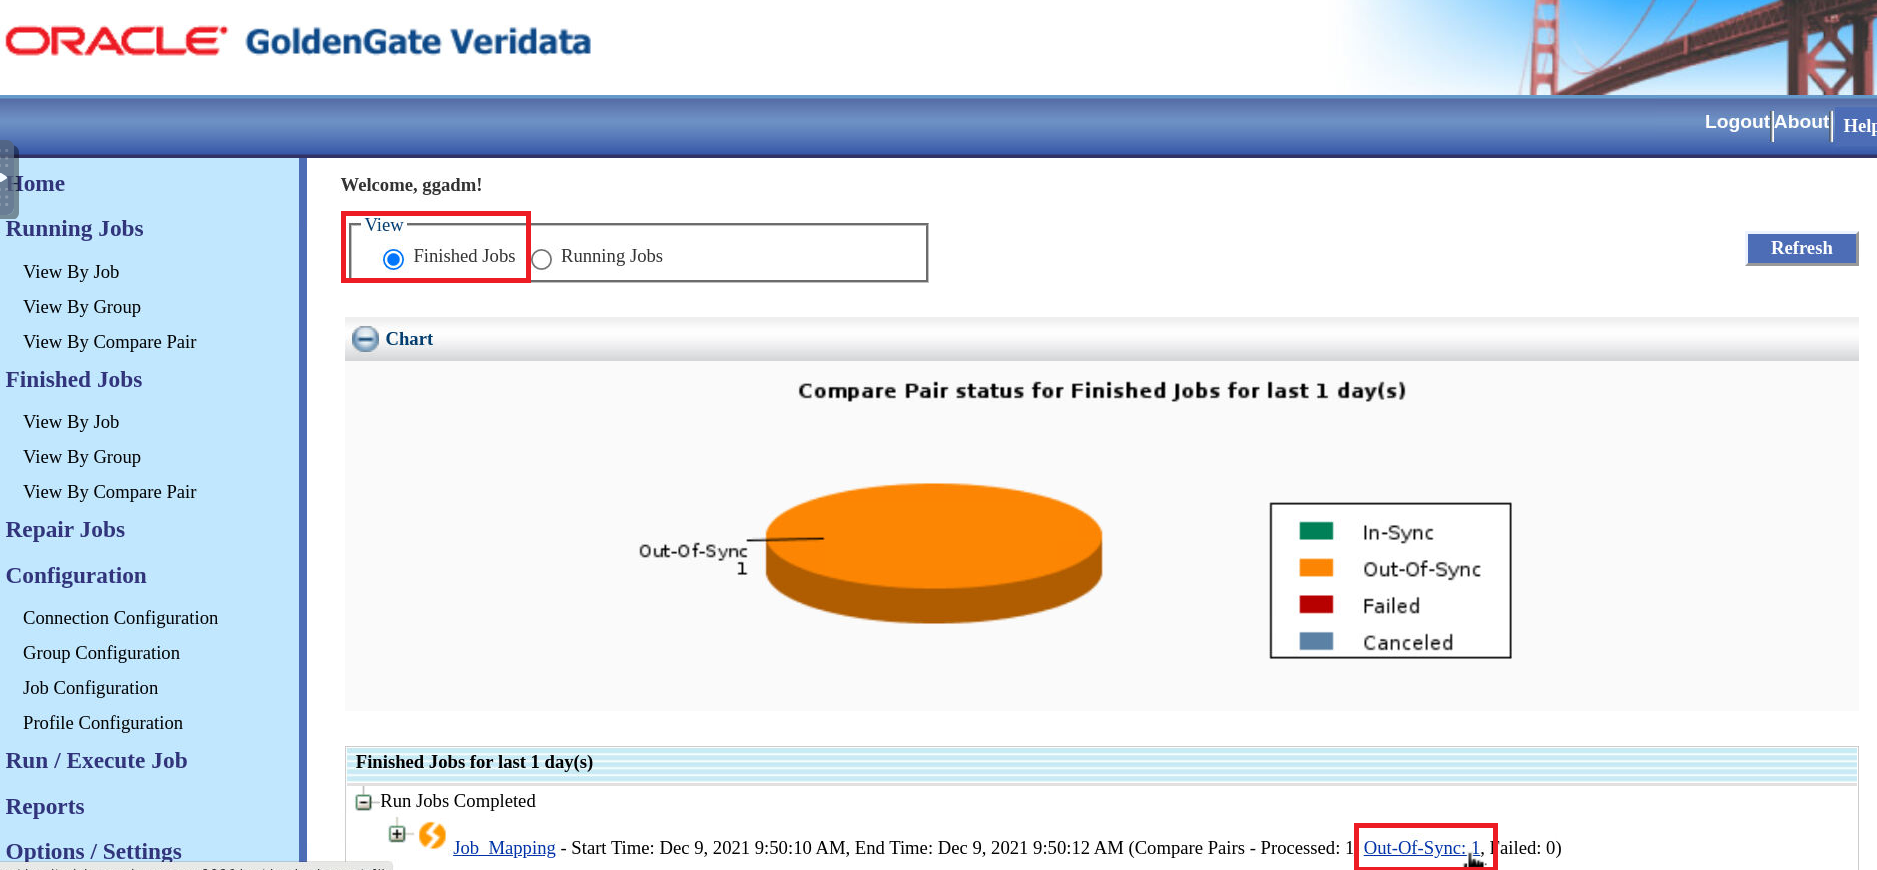 ORACLE GoldenGate Veridata
Logout About Help
Home
Running Jobs
View By Job
View By Group
View By Compare Pair
Finished Jobs
View By Job
View By Group
View By Compare Pair
Repair Jobs
Configuration
Connection Configuration
Group Configuration
Job Configuration
Profile Configuration
Run / Execute Job
Reports
Options / Settings
Welcome, ggadm!
View
Finished Jobs Running Jobs
Refresh
Chart
Compare Pair status for Finished Jobs for last 1 day(s)
Out-Of-Sync
1
In-Sync
Out-Of-Sync
Failed
Canceled
Finished Jobs for last 1 day(s)
Run Jobs Completed
Job_Mapping - Start Time: Dec 9, 2021 9:50:10 AM, End Time: Dec 9, 2021 9:50:12 AM (Compare Pairs - Processed: 1 Out-Of-Sync: 1, Failed: 0)